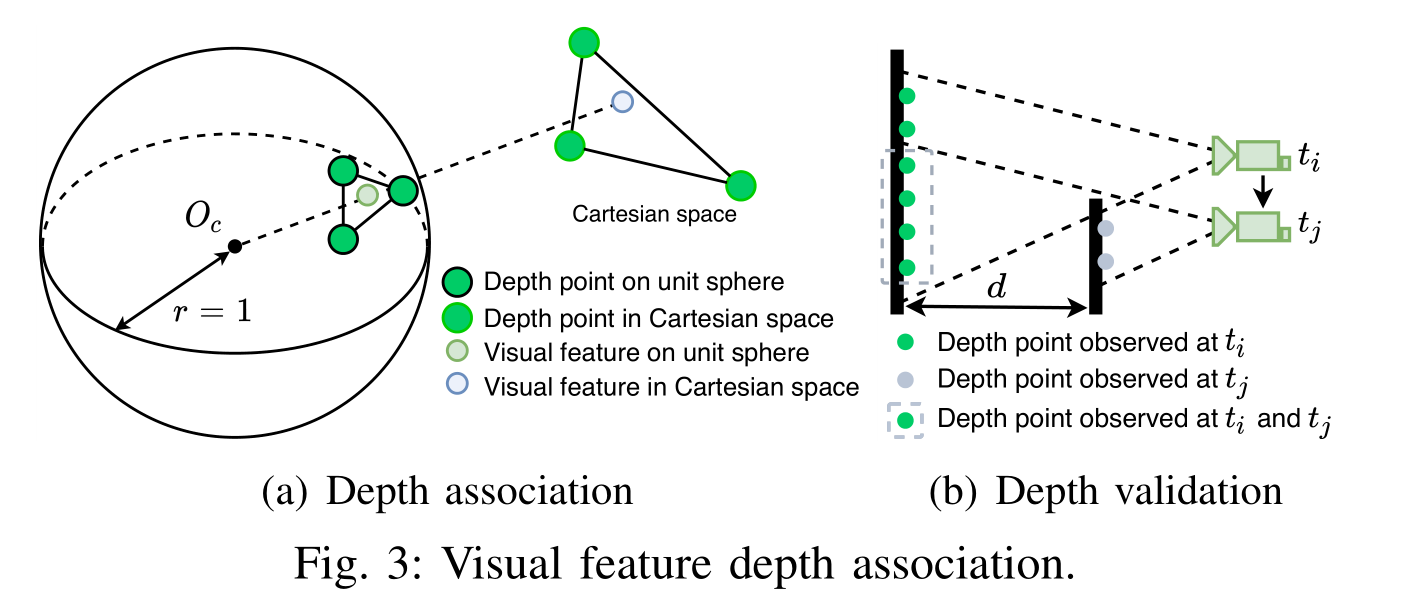 O_c
r = 1
Cartesian space
Depth point on unit sphere
Depth point in Cartesian space
Visual feature on unit sphere
Visual feature in Cartesian space
(a) Depth association
t_i
t_j
d
Depth point observed at t_i
Depth point observed at t_j
Depth point observed at t_i and t_j
(b) Depth validation
Fig. 3: Visual feature depth association.